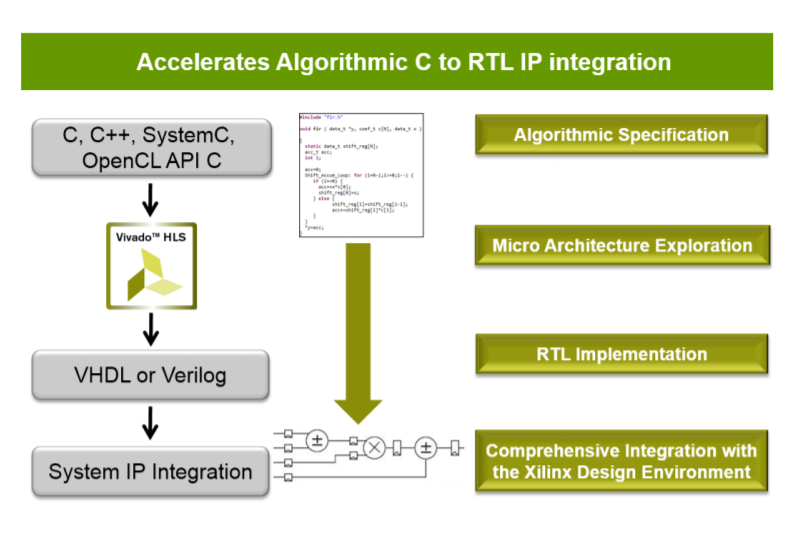 Accelerates Algorithmic C to RTL IP integration
C, C++, SystemC,
OpenCL API C
Vivado™ HLS
VHDL or Verilog
System IP Integration
#include "fir.h"
void fir ( data_t *y, coef_t c[N], data_t x )
{
static data_t shift_reg[N];
acc_t acc;
int i;
acc=0;
Shift_Accum_Loop: for (i=N-1;i>=0;i--) {
if (i==0) {
acc+=x*c[0];
shift_reg[0]=x;
} else {
shift_reg[i]=shift_reg[i-1];
acc+=shift_reg[i]*c[i];
}
}
*y=acc;
}
±
×
±
Algorithmic Specification
Micro Architecture Exploration
RTL Implementation
Comprehensive Integration with
the Xilinx Design Environment